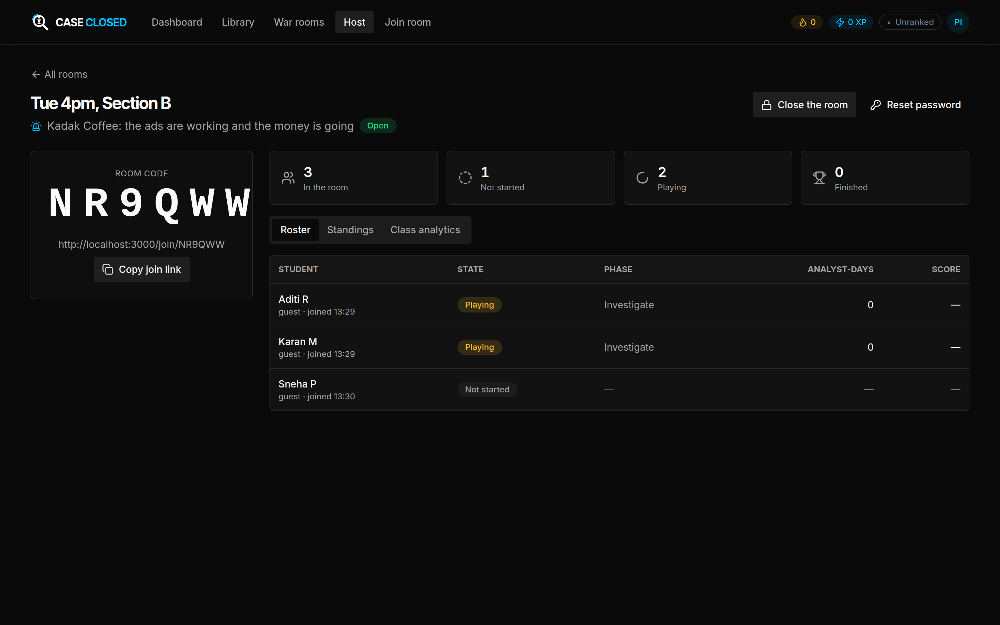 CASE CLOSED Dashboard Library War rooms Host Join room 0 0 XP • Unranked PI
← All rooms
Tue 4pm, Section B
Close the room Reset password
Kadak Coffee: the ads are working and the money is going Open
ROOM CODE
NR9QWW
http://localhost:3000/join/NR9QWW
Copy join link
3
In the room
1
Not started
2
Playing
0
Finished
Roster Standings Class analytics
STUDENT STATE PHASE ANALYST-DAYS SCORE
Aditi R
guest · joined 13:29
Playing Investigate 0 —
Karan M
guest · joined 13:29
Playing Investigate 0 —
Sneha P
guest · joined 13:30
Not started — — —